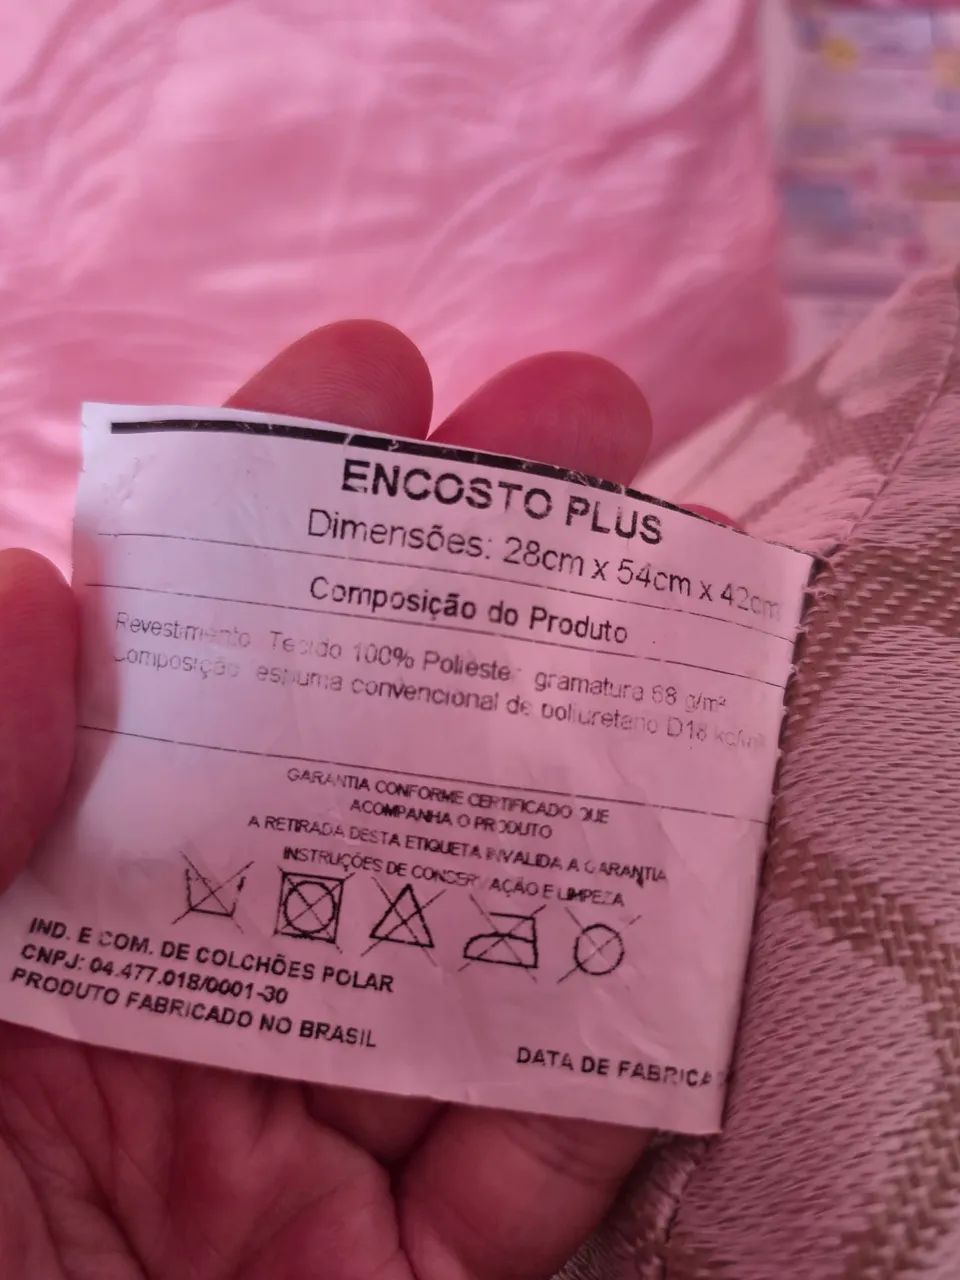 ENCOSTO PLUS
Dimensões: 28cm x 54cm x 42cm
Composição do Produto
Revestimento Tecido 100% Poliester gramatura 68 g/m²
Composição espuma convencional de poliuretano D18 kg/m³
GARANTIA CONFORME CERTIFICADO QUE
ACOMPANHA O PRODUTO
A RETIRADA DESTA ETIQUETA INVALIDA A GARANTIA
INSTRUÇÕES DE CONSERVAÇÃO E LIMPEZA
IND. E COM. DE COLCHÕES POLAR
CNPJ: 04.477.018/0001-30
PRODUTO FABRICADO NO BRASIL
DATA DE FABRICA